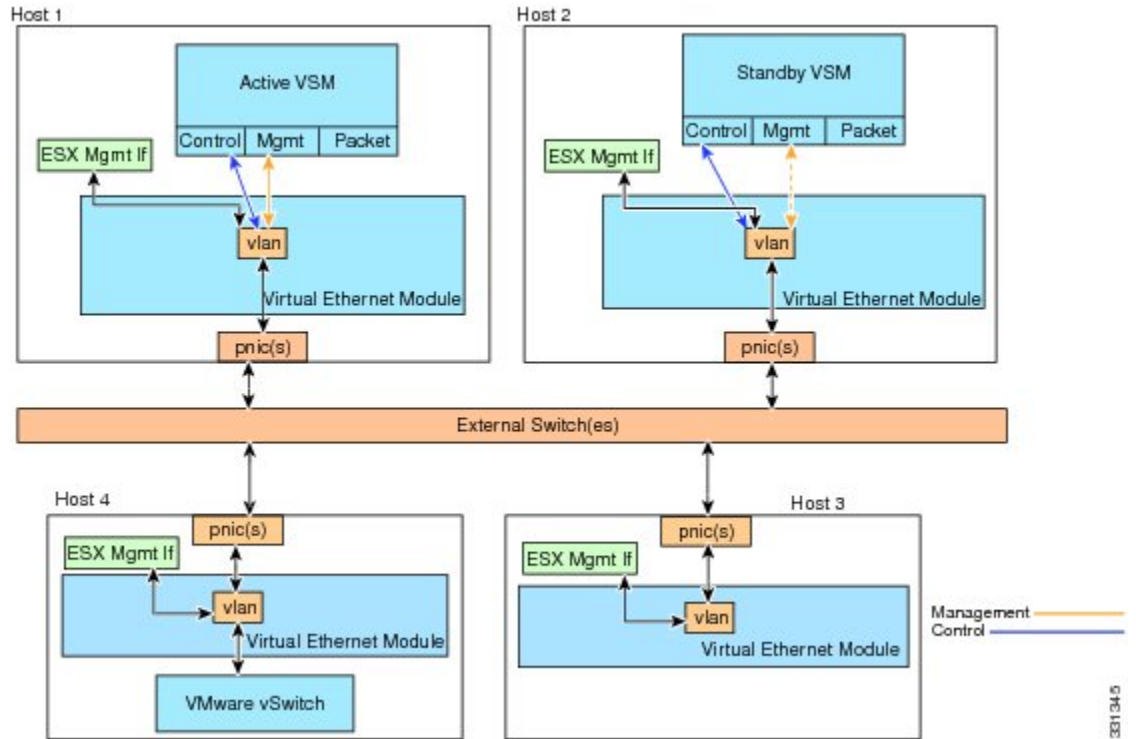 Host 1
Host 2
Active VSM
Control
Mgmt
Packet
ESX Mgmt If
vlan
Virtual Ethernet Module
pnic(s)
Standby VSM
Control
Mgmt
Packet
ESX Mgmt If
vlan
Virtual Ethernet Module
pnic(s)
External Switch(es)
Host 4
pnic(s)
ESX Mgmt If
vlan
Virtual Ethernet Module
VMware vSwitch
Host 3
pnic(s)
ESX Mgmt If
vlan
Virtual Ethernet Module
Management
Control
331345